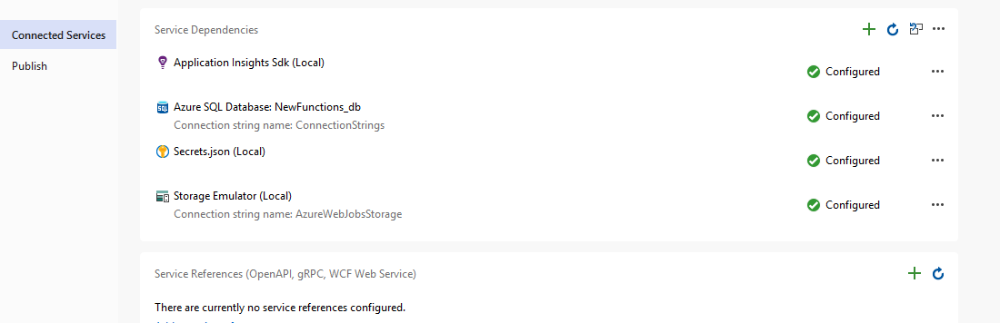 Connected Services
Publish
Service Dependencies
Application Insights Sdk (Local)
Configured
SQL
Azure SQL Database: NewFunctions_db
Connection string name: ConnectionStrings
Configured
Secrets.json (Local)
Configured
Storage Emulator (Local)
Connection string name: AzureWebJobsStorage
Configured
Service References (OpenAPI, gRPC, WCF Web Service)
There are currently no service references configured.